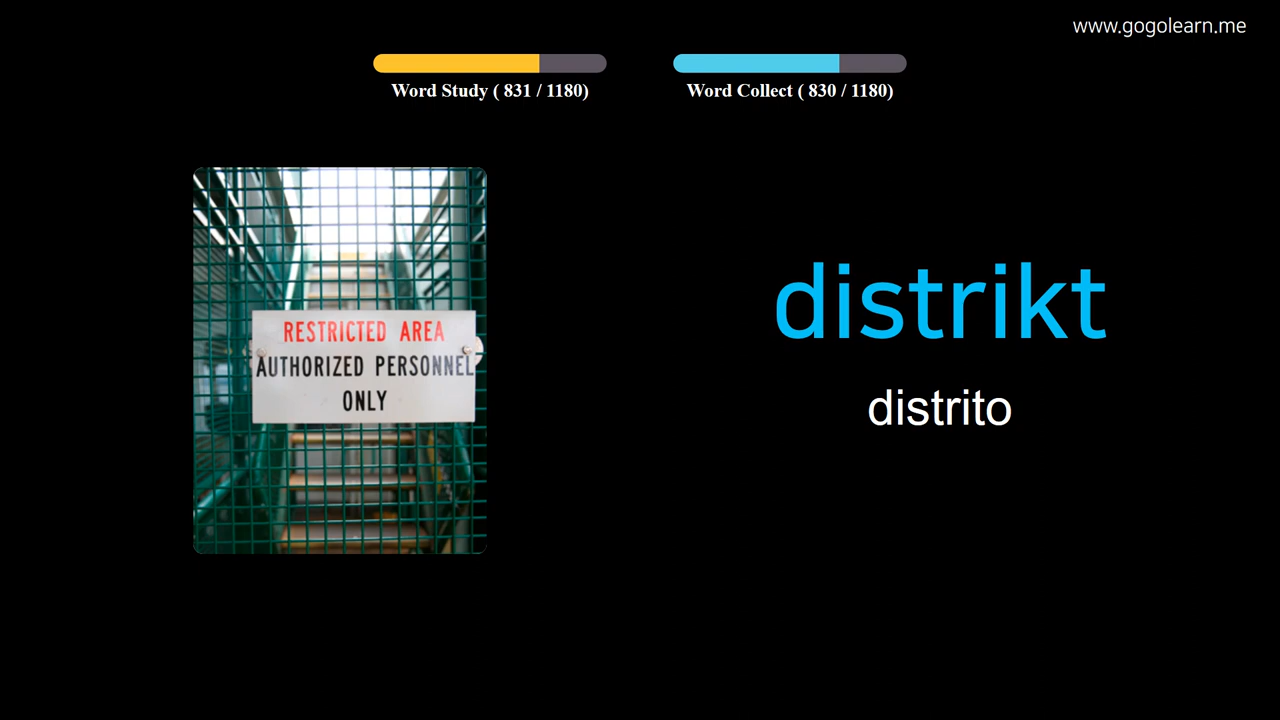 www.gogolearn.me
Word Study ( 831 / 1180)
Word Collect ( 830 / 1180)
RESTRICTED AREA
AUTHORIZED PERSONNEL
ONLY
distrikt
distrito